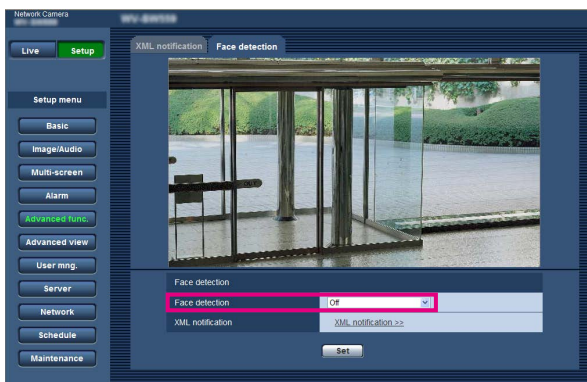 Network Camera
Live
Setup
XML notification
Face detection
Setup menu
Basic
Image/Audio
Multi-screen
Alarm
Advanced func.
Advanced view
User mng.
Server
Network
Schedule
Maintenance
Face detection
Face detection
Off
XML notification
XML notification >>
Set